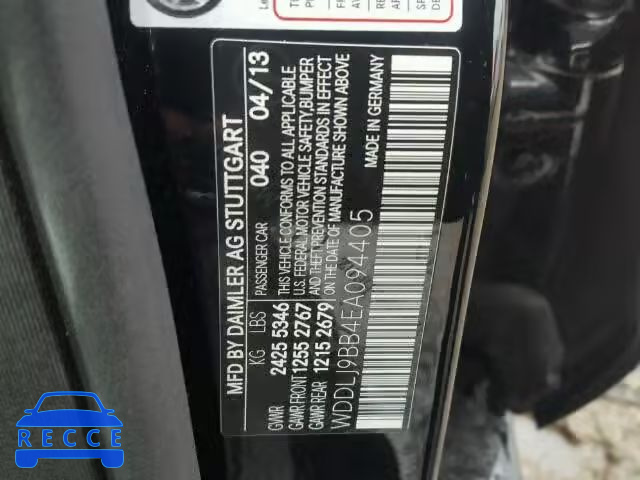 MFD BY DAIMLER AG STUTTGART
KG LBS PASSENGER CAR 040 04/13
GVWR 2425 5346 THIS VEHICLE CONFORMS TO ALL APPLICABLE
GAWR FRONT 1255 2767 U.S. FEDERAL MOTOR VEHICLE SAFETY, BUMPER
GAWR REAR 1215 2679 AND THEFT PREVENTION STANDARDS IN EFFECT
ON THE DATE OF MANUFACTURE SHOWN ABOVE
WDDLJ9BB4EA094405 MADE IN GERMANY
RECCE